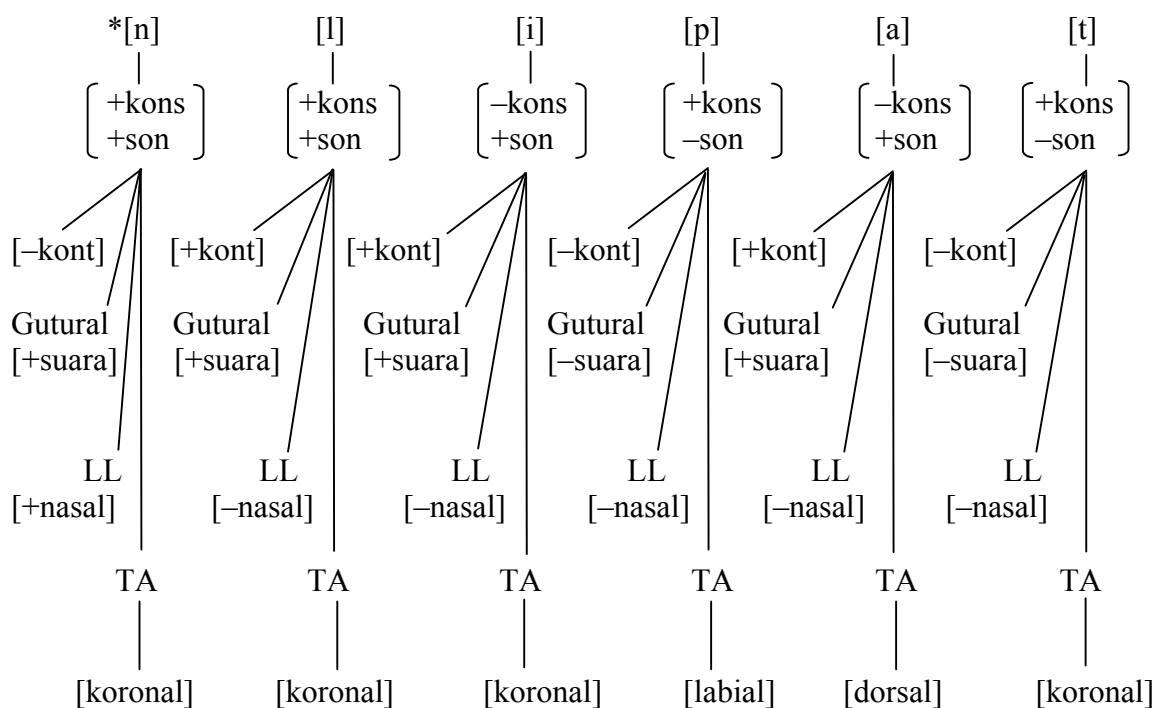 *[n] [l] [i] [p] [a] [t]
+kons +kons –kons +kons –kons +kons
+son +son +son –son +son –son
[–kont] [+kont] [+kont] [–kont] [+kont] [–kont]
Gutural Gutural Gutural Gutural Gutural Gutural
[+suara] [+suara] [+suara] [–suara] [+suara] [–suara]
LL LL LL LL LL LL
[+nasal] [–nasal] [–nasal] [–nasal] [–nasal] [–nasal]
TA TA TA TA TA TA
[koronal] [koronal] [koronal] [labial] [dorsal] [koronal]